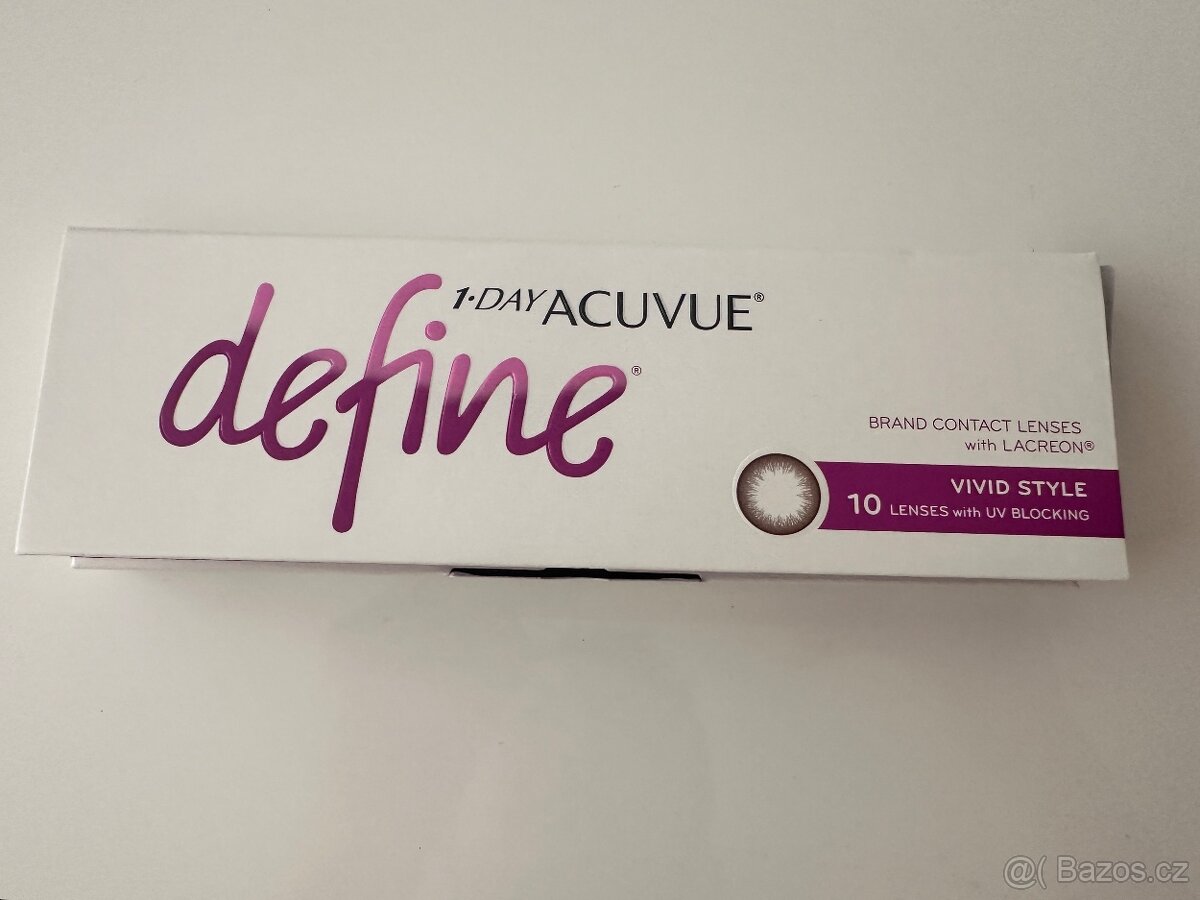 1·DAY ACUVUE®
define®
BRAND CONTACT LENSES
with LACREON®
VIVID STYLE
10 LENSES with UV BLOCKING
@( Bazos.cz